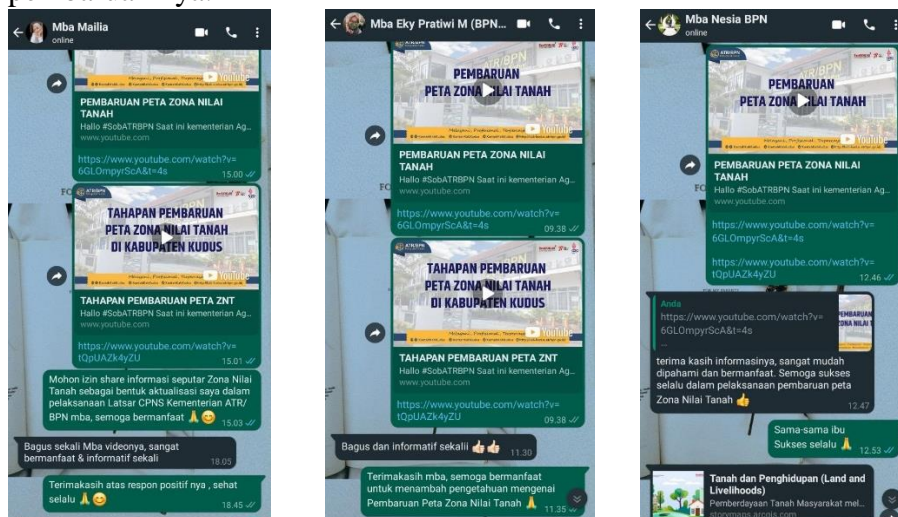 Mba Mailia
online
PEMBARUAN
PETA ZONA NILAI TANAH
YouTube
PEMBARUAN PETA ZONA NILAI
TANAH
Hallo #SobATRBPN Saat ini kementerian Ag...
www.youtube.com
https://www.youtube.com/watch?v=
6GLOmpyrScA&t=4s
15.00
TAHAPAN PEMBARUAN
PETA ZONA NILAI TANAH
DI KABUPATEN KUDUS
YouTube
TAHAPAN PEMBARUAN PETA ZNT
Hallo #SobATRBPN Saat ini kementerian Ag...
www.youtube.com
https://www.youtube.com/watch?v=
tQpUAZk4yZU
15.01
Mohon izin share informasi seputar Zona Nilai
Tanah sebagai bentuk aktualisasi saya dalam
pelaksanaan Latsar CPNS Kementerian ATR/
BPN mba, semoga bermanfaat 🙏😊
15.03
Bagus sekali Mba videonya, sangat
bermanfaat & informatif sekali
18.05
Terimakasih atas respon positif nya , sehat
selalu 🙏😊
18.45
Mba Eky Pratiwi M (BPN...
PEMBARUAN
PETA ZONA NILAI TANAH
YouTube
PEMBARUAN PETA ZONA NILAI
TANAH
Hallo #SobATRBPN Saat ini kementerian Ag...
www.youtube.com
https://www.youtube.com/watch?v=
6GLOmpyrScA&t=4s
09.38
TAHAPAN PEMBARUAN
PETA ZONA NILAI TANAH
DI KABUPATEN KUDUS
YouTube
TAHAPAN PEMBARUAN PETA ZNT
Hallo #SobATRBPN Saat ini kementerian Ag...
www.youtube.com
https://www.youtube.com/watch?v=
tQpUAZk4yZU
09.38
Bagus dan informatif sekalii 👍🏻👍🏻
11.30
Terimakasih mba, semoga bermanfaat
untuk menambah pengetahuan mengenai
Pembaruan Peta Zona Nilai Tanah 🙏
11.35
Mba Nesia BPN
online
PEMBARUAN
PETA ZONA NILAI TANAH
YouTube
PEMBARUAN PETA ZONA NILAI
TANAH
Hallo #SobATRBPN Saat ini kementerian Ag...
www.youtube.com
https://www.youtube.com/watch?v=
6GLOmpyrScA&t=4s
https://www.youtube.com/watch?v=
tQpUAZk4yZU
12.46
Anda
https://www.youtube.com/watch?v=
6GLOmpyrScA&t=4s
...
terima kasih informasinya, sangat mudah
dipahami dan bermanfaat. Semoga sukses
selalu dalam pelaksanaan pembaruan peta
Zona Nilai Tanah 👍
12.47
Sama-sama ibu
Sukses selalu 🙏
12.53
Tanah dan Penghidupan (Land and
Livelihoods)
Pemberdayaan Tanah Masyarakat mel...
storymaps.arcgis.com